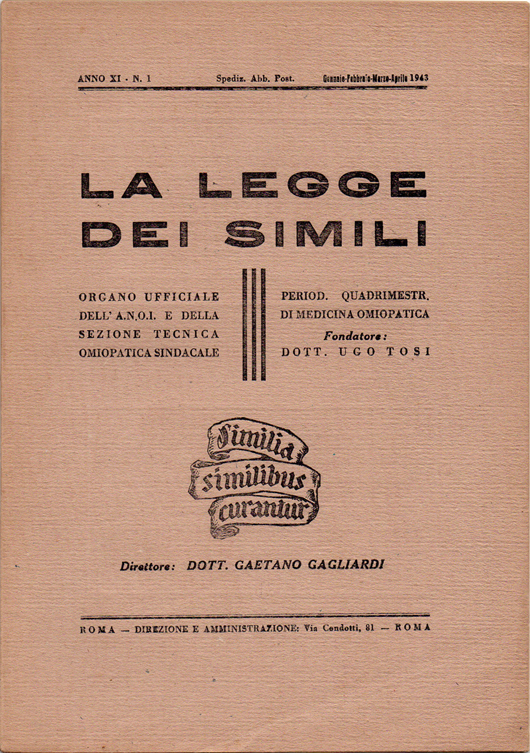 ANNO XI - N. 1 Spediz. Abb. Post. Gennaio-Febbraio-Marzo-Aprile 1943
LA LEGGE
DEI SIMILI
ORGANO UFFICIALE
DELL' A.N.O.I. E DELLA
SEZIONE TECNICA
OMIOPATICA SINDACALE
PERIOD. QUADRIMESTR.
DI MEDICINA OMIOPATICA
Fondatore:
DOTT. UGO TOSI
Similia
similibus
curantur
Direttore: DOTT. GAETANO GAGLIARDI
ROMA — DIREZIONE E AMMINISTRAZIONE: Via Condotti, 81 — ROMA